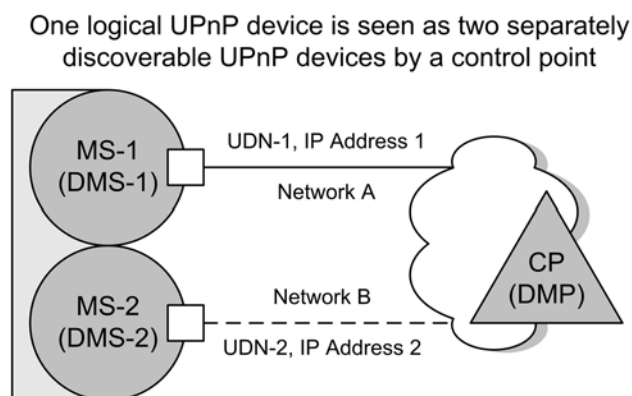 One logical UPnP device is seen as two separately
discoverable UPnP devices by a control point
MS-1
(DMS-1)
UDN-1, IP Address 1
Network A
CP
(DMP)
MS-2
(DMS-2)
Network B
UDN-2, IP Address 2